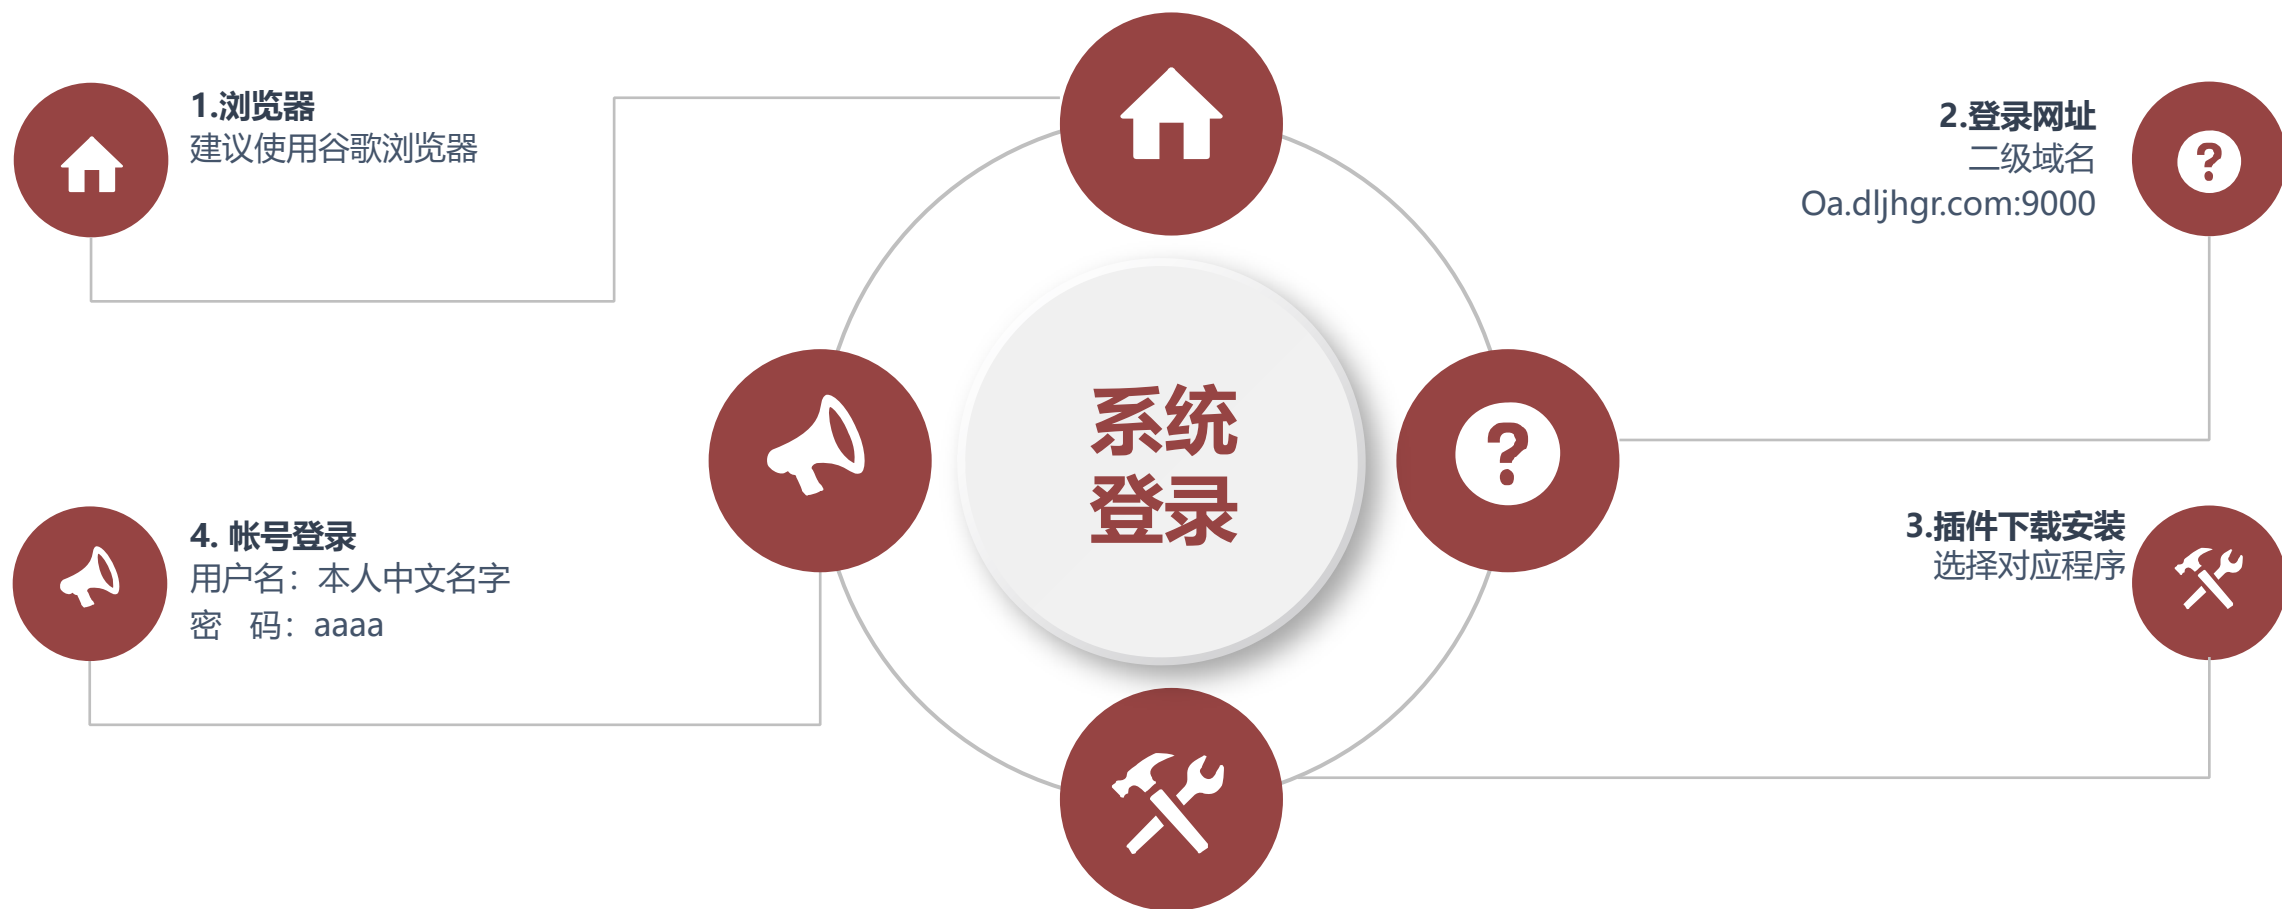 1.浏览器
建议使用谷歌浏览器
2.登录网址
二级域名
Oa.dljhgr.com:9000
系统
登录
3.插件下载安装
选择对应程序
4. 帐号登录
用户名：本人中文名字
密 码：aaaa